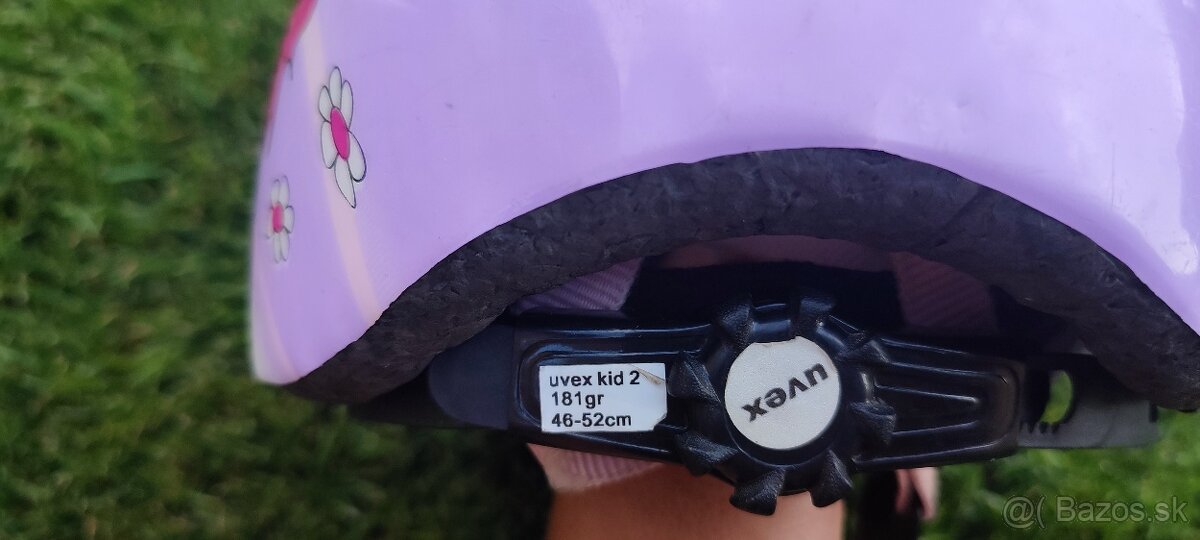 uvex kid 2
181gr
46-52cm
uvex
@( Bazos.sk